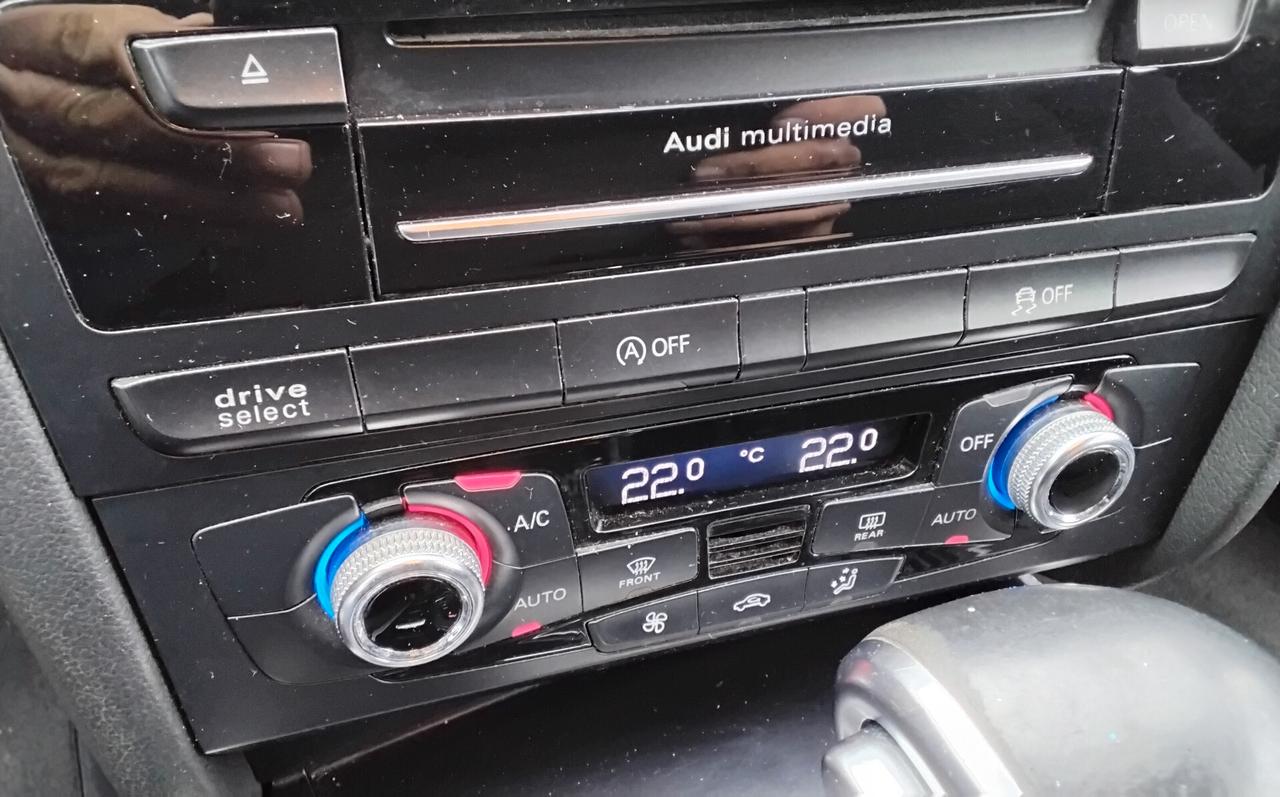 OPEN
Audi multimedia
drive
select
A OFF
OFF
22.0 °C 22.0
OFF
A/C
FRONT
REAR
AUTO
AUTO